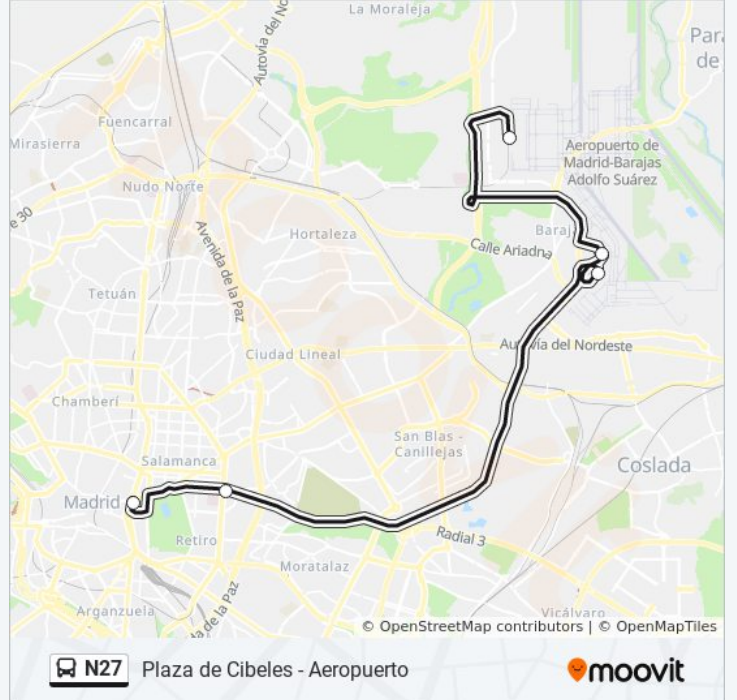 La Moraleja
Autovía del No
Para
de
Fuencarral
Mirasierra
Aeropuerto de
Madrid-Barajas
Adolfo Suárez
Nudo Norte
e 30
Avenida de la Paz
Hortaleza
Baraj
Calle Ariadna
Tetuán
Ciudad Lineal
Autovía del Nordeste
Chamberí
San Blas -
Canillejas
Salamanca
Coslada
Madrid
Retiro
Radial 3
Moratalaz
Arganzuela
a de la Paz
Vicálvaro
© OpenStreetMap contributors | © OpenMapTiles
N27 Plaza de Cibeles - Aeropuerto
moovit